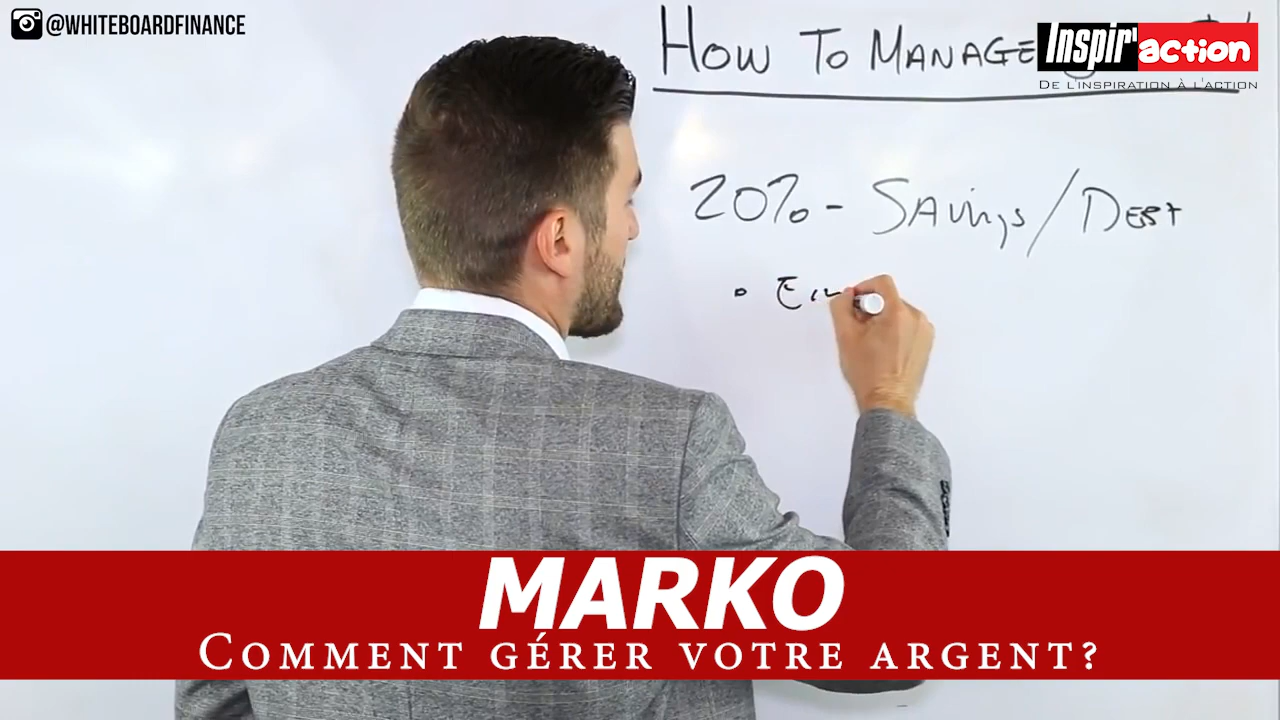 @WHITEBOARDFINANCE
HOW TO MANAGE
Inspir'action
DE L'INSPIRATION À L'ACTION
20% - SAVINGS/DEBT
MARKO
COMMENT GÉRER VOTRE ARGENT?